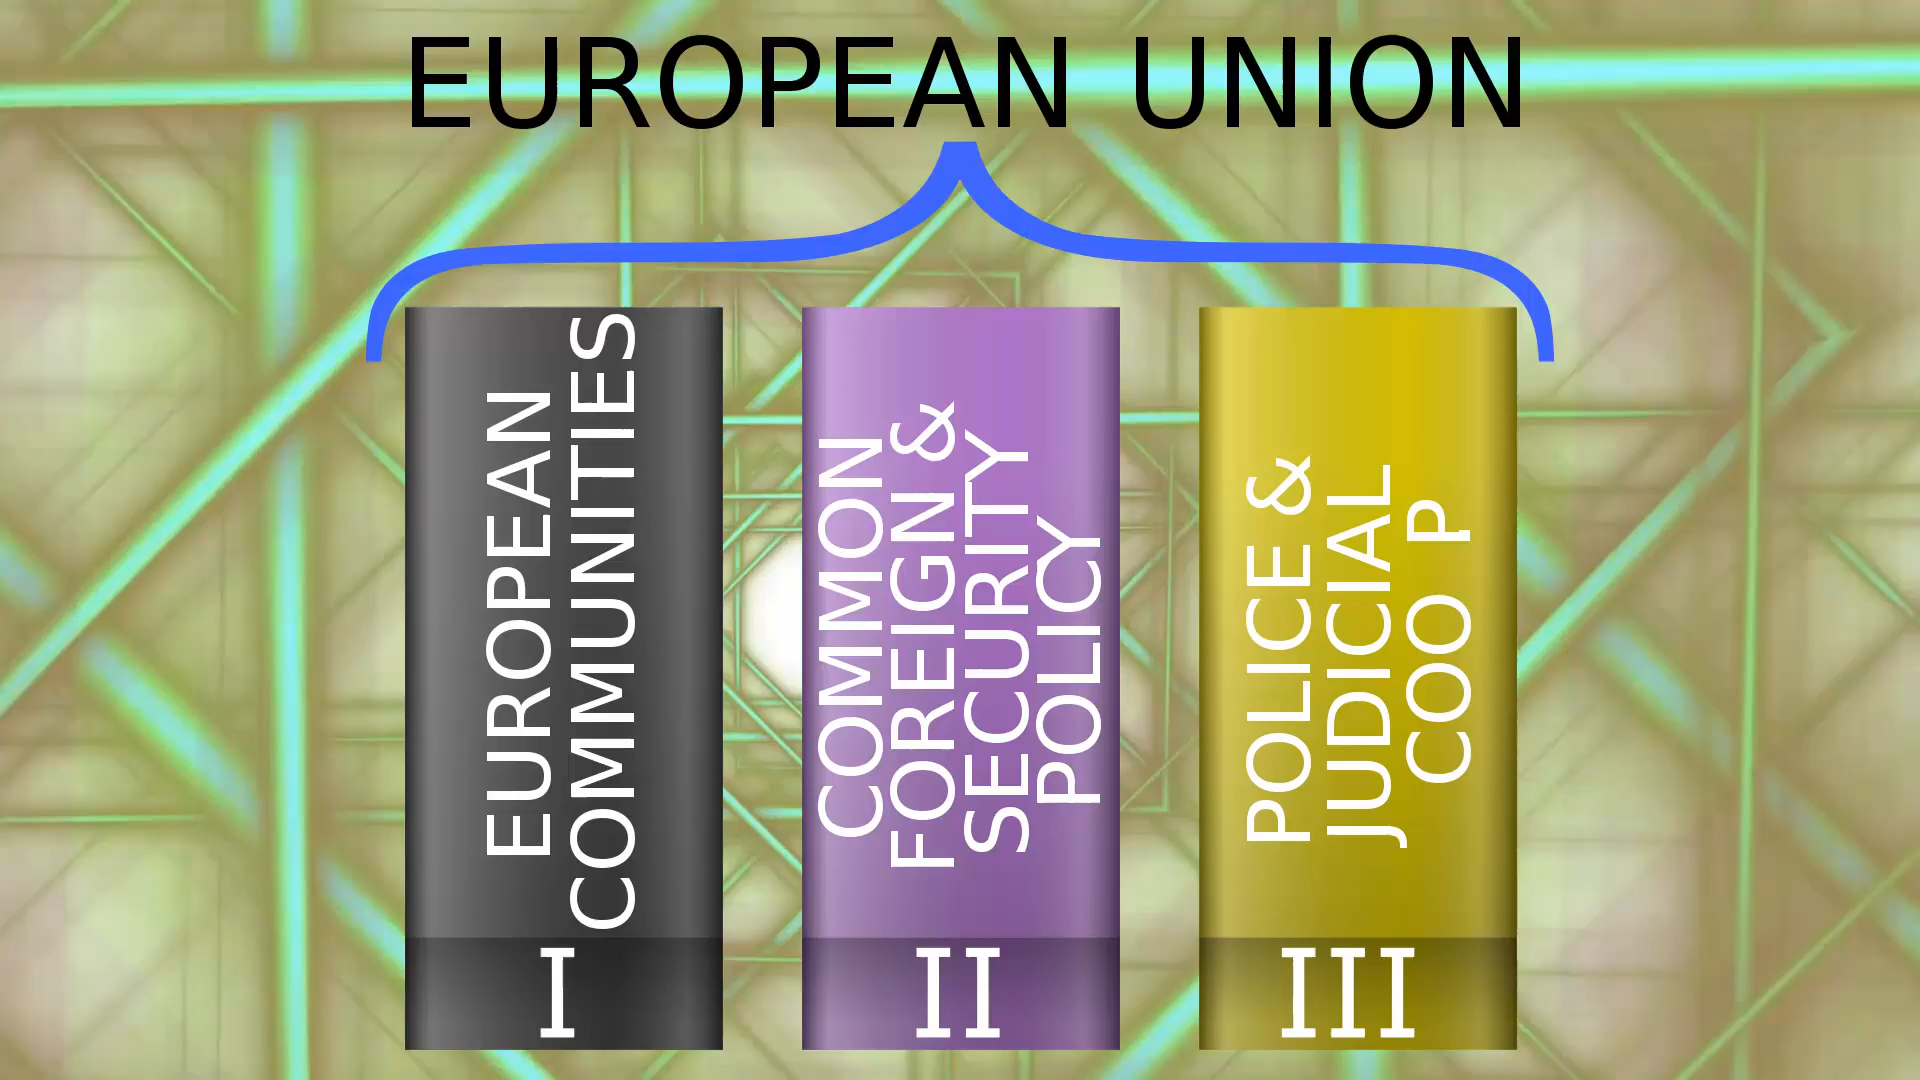 EUROPEAN UNION
EUROPEAN
COMMUNITIES
I
COMMON
FOREIGN &
SECURITY
POLICY
II
POLICE &
JUDICIAL
COO P
III